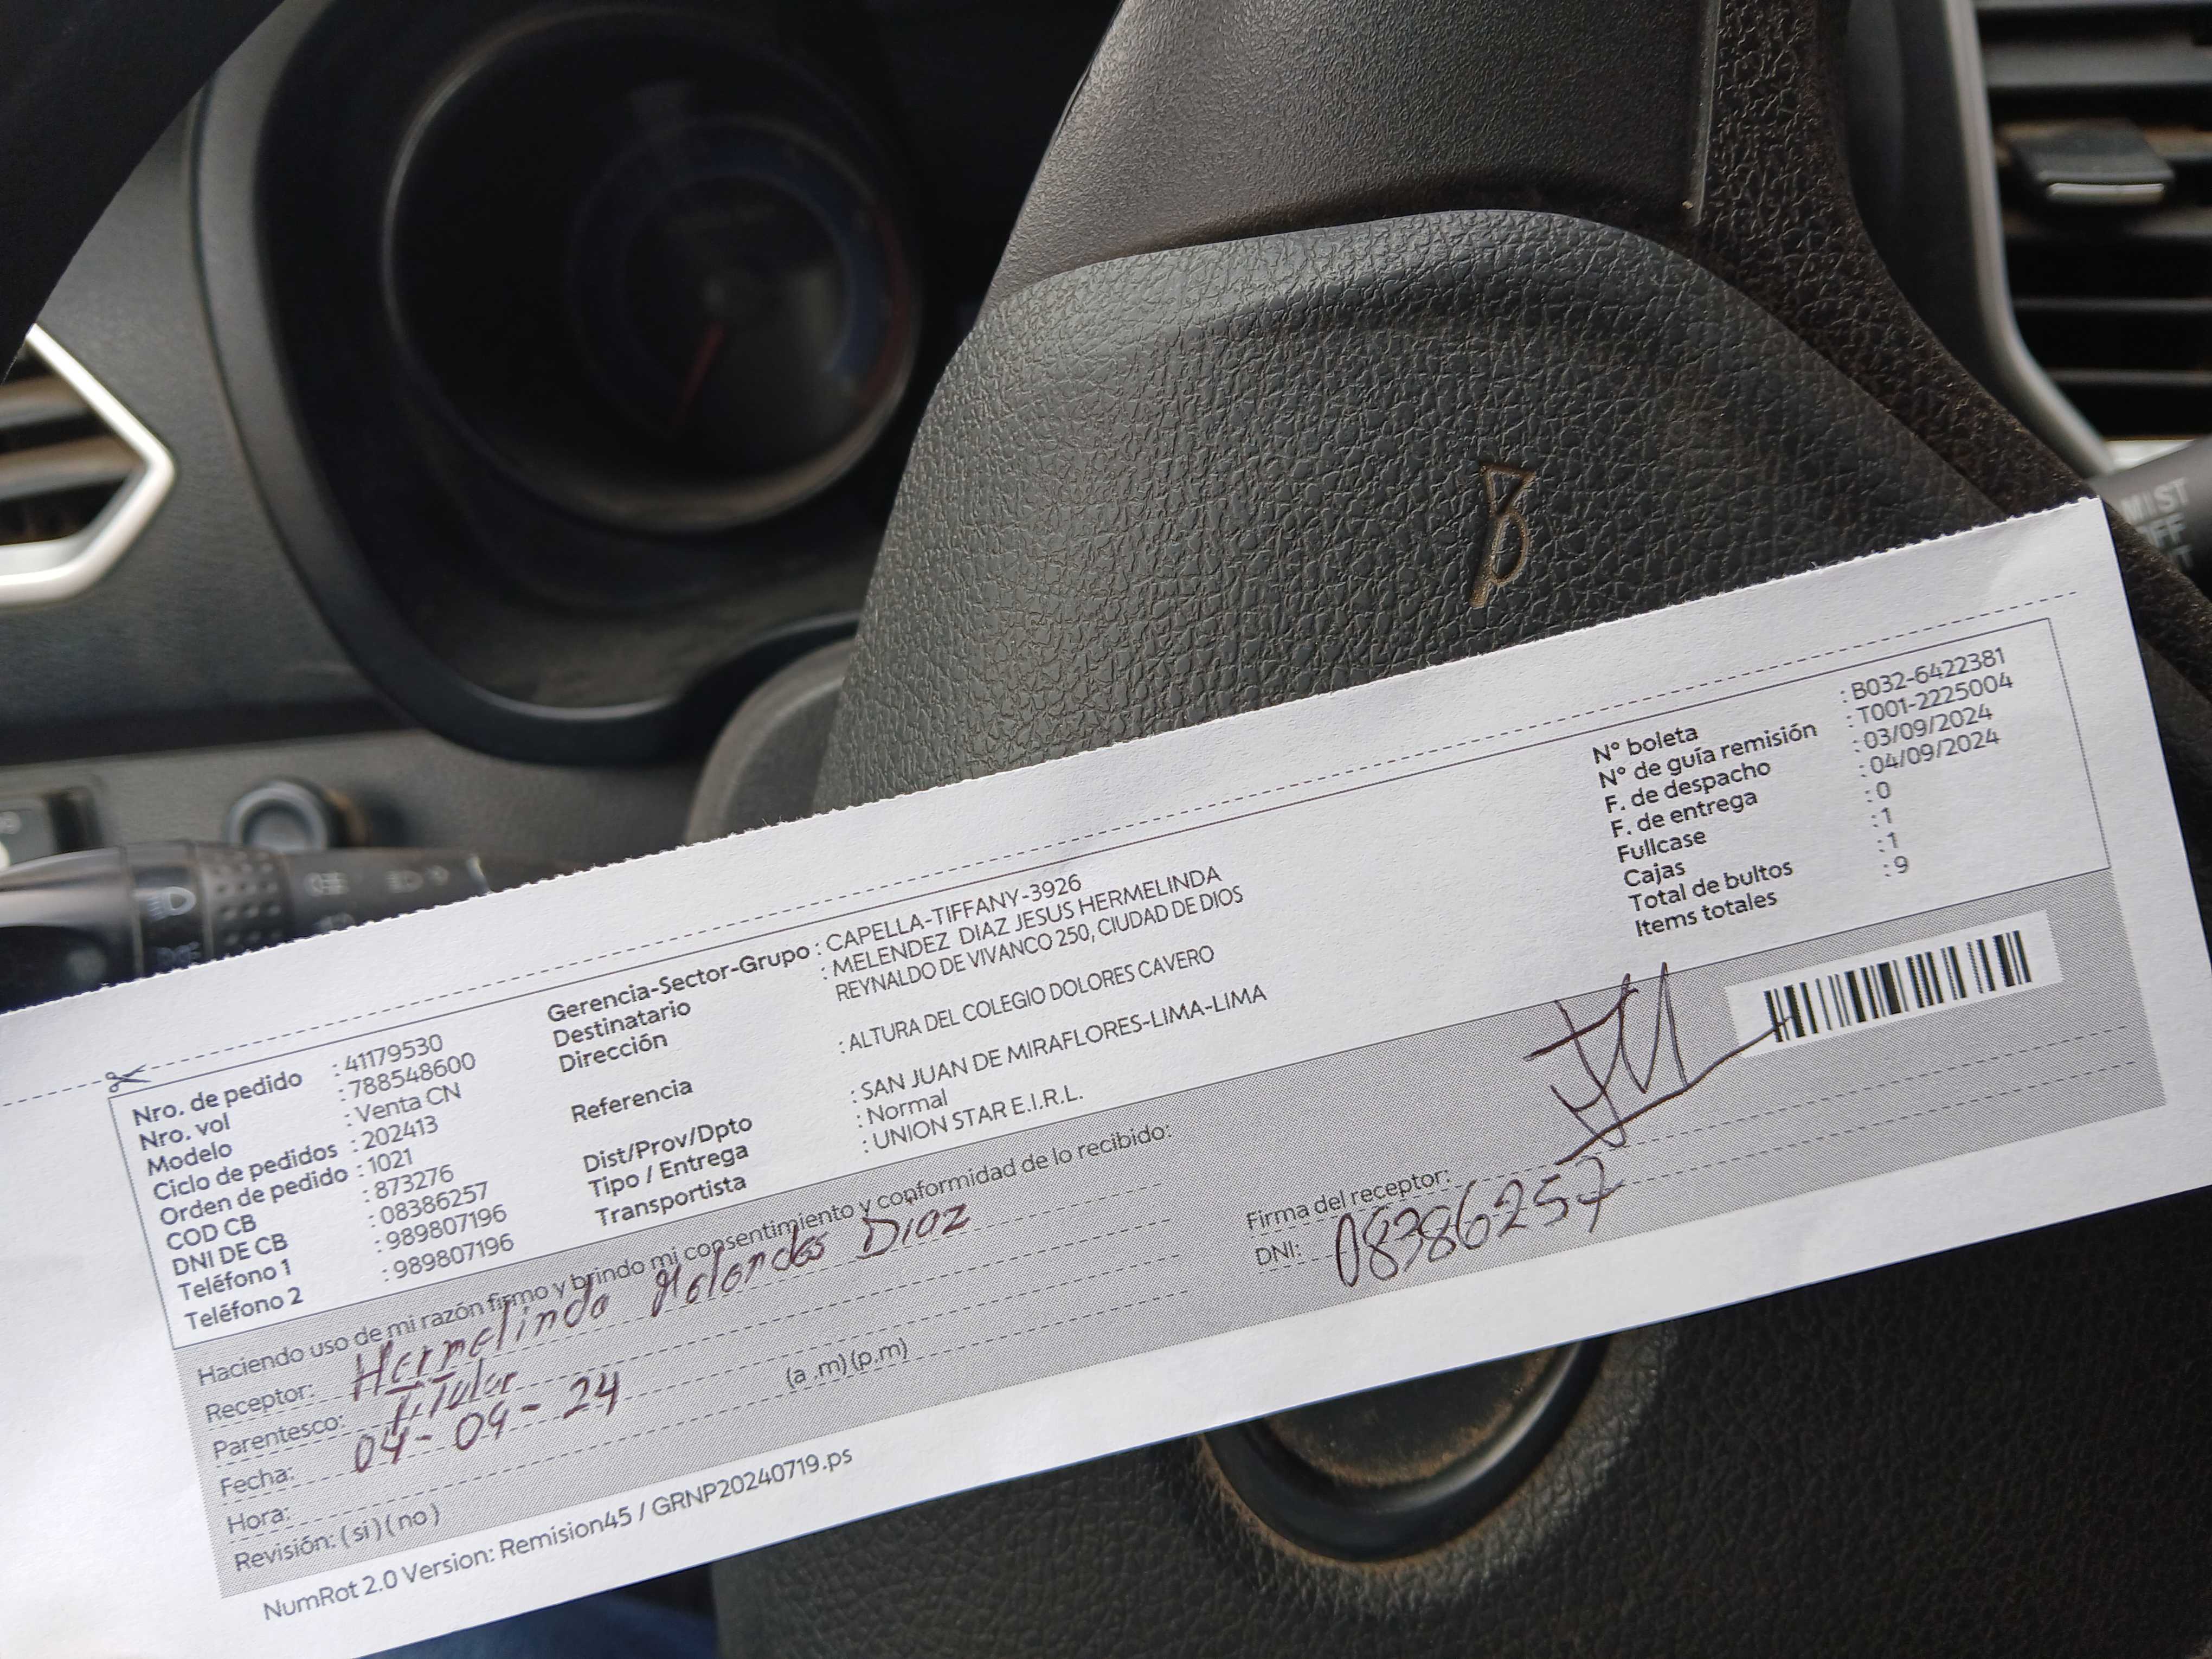 MIST
OFF
Nro. de pedido : 41179530
Nro. vol : 788548600
Modelo : Venta CN
Ciclo de pedidos : 202413
Orden de pedido : 1021
COD CB : 873276
DNI DE CB : 08386257
Teléfono 1 : 989807196
Teléfono 2 : 989807196
Gerencia-Sector-Grupo : CAPELLA-TIFFANY-3926
Destinatario : MELENDEZ DIAZ JESUS HERMELINDA
Dirección REYNALDO DE VIVANCO 250, CIUDAD DE DIOS
Referencia : ALTURA DEL COLEGIO DOLORES CAVERO
Dist/Prov/Dpto : SAN JUAN DE MIRAFLORES-LIMA-LIMA
Tipo / Entrega : Normal
Transportista : UNION STAR E.I.R.L.
N° boleta : B032-6422381
N° de guía remisión : T001-2225004
F. de despacho : 03/09/2024
F. de entrega : 04/09/2024
Fullcase : 0
Cajas : 1
Total de bultos : 1
Items totales : 9
Haciendo uso de mi razón firmo y brindo mi consentimiento y conformidad de lo recibido:
Receptor: Hermelinda Melendes Diaz
Parentesco: Titular
Fecha: 04-09-24
Hora: (a .m) (p.m)
Revisión: ( si ) ( no )
Firma del receptor:
DNI: 08386257
NumRot 2.0 Version: Remision45 / GRNP20240719.ps